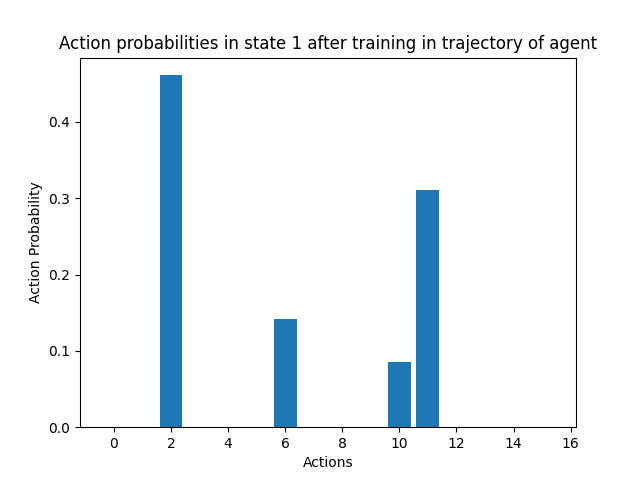 Action probabilities in state 1 after training in trajectory of agent
0.4
0.3
0.2
0.1
0.0
Action Probability
0 2 4 6 8 10 12 14 16
Actions